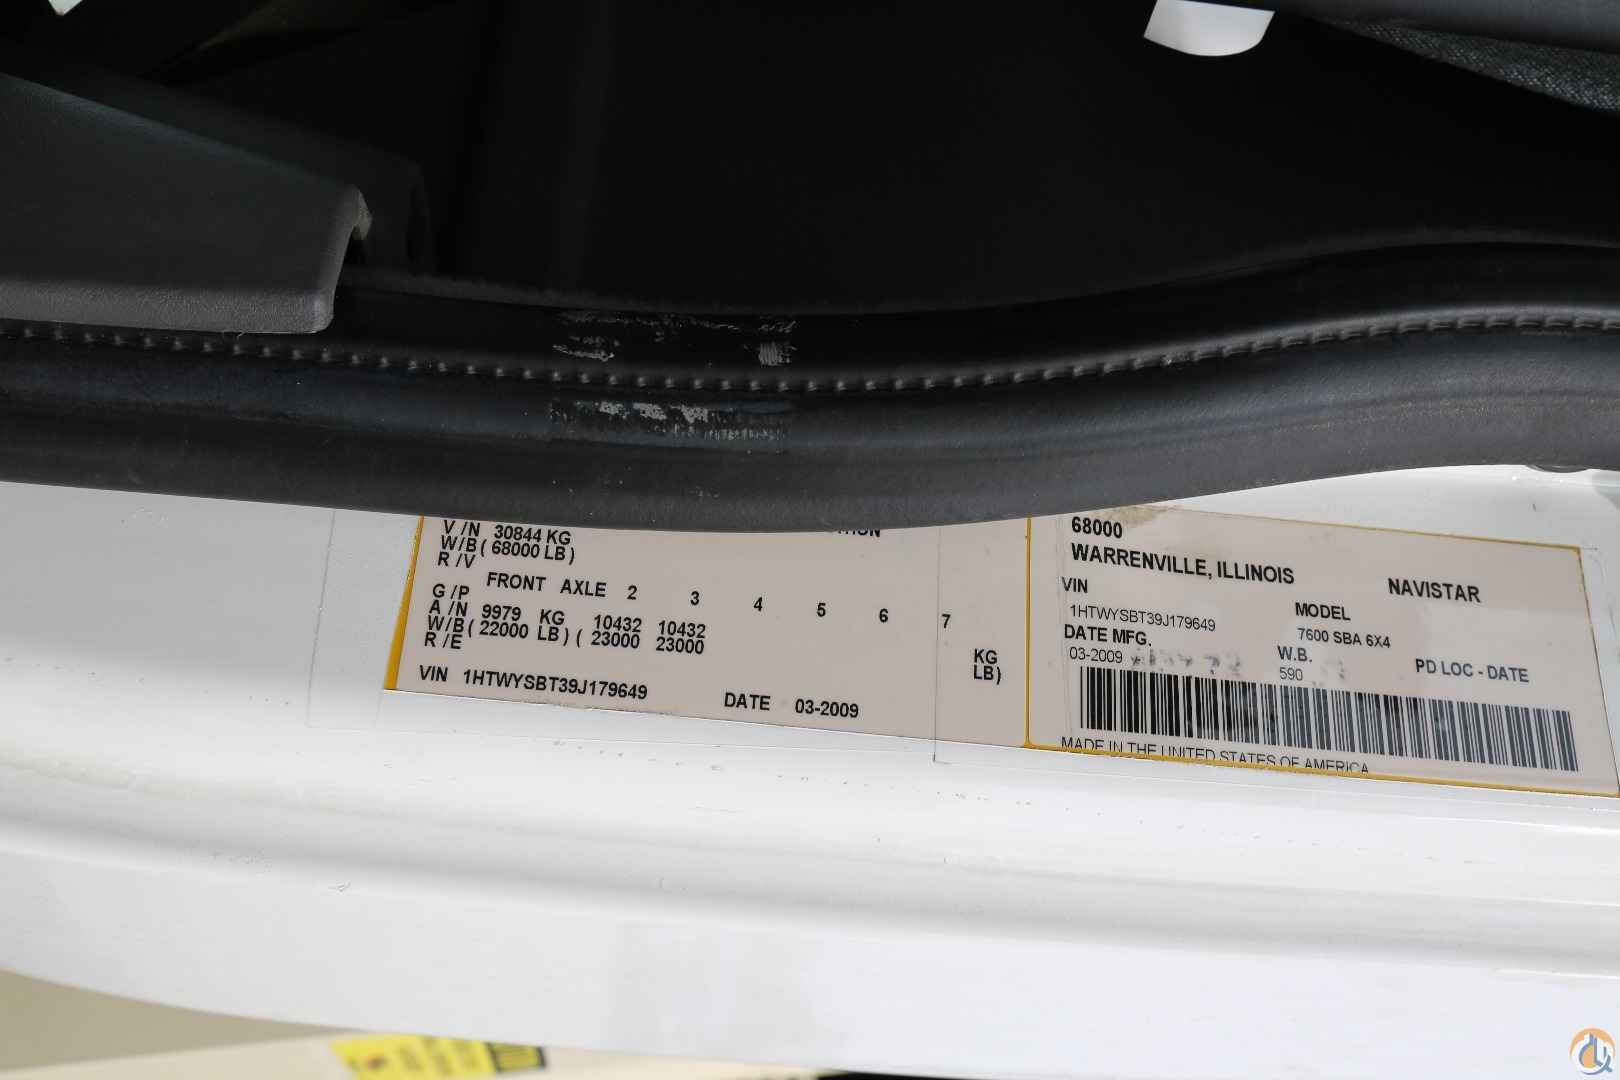 V/N 30844 KG
W/B ( 68000 LB)
R/V
FRONT AXLE 2 3 4 5 6 7
G/P
A/N 9979 KG 10432 10432 KG
W/B ( 22000 LB) ( 23000 23000 LB)
R/E
VIN 1HTWYSBT39J179649 DATE 03-2009
68000
WARRENVILLE, ILLINOIS NAVISTAR
VIN
1HTWYSBT39J179649 MODEL
DATE MFG. 7600 SBA 6X4
03-2009 W.B. PD LOC - DATE
590
MADE IN THE UNITED STATES OF AMERICA